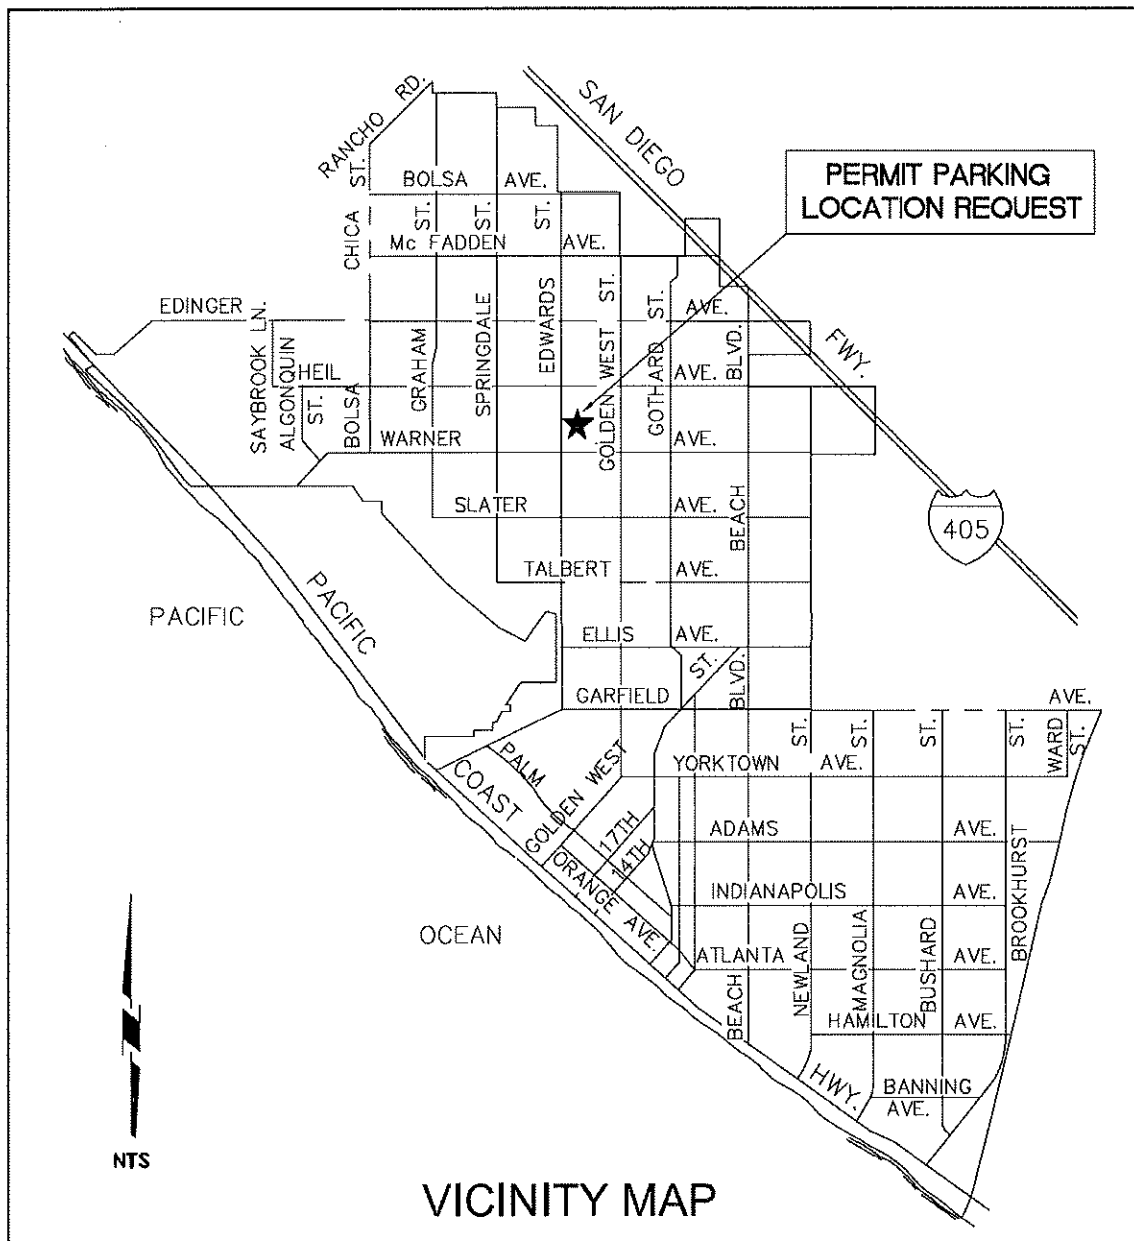 SAN DIEGO
RANCHO RD.
PERMIT PARKING
LOCATION REQUEST
BOLSA AVE.
ST.
ST.
ST.
ST.
Mc FADDEN AVE.
CHICA
EDINGER AVE.
SAYBROOK LN.
ALGONQUIN
ST.
BOLSA
GRAHAM
SPRINGDALE
EDWARDS
GOLDEN WEST ST.
GOTHARD ST.
BLVD.
FWY.
HEIL AVE.
WARNER AVE.
SLATER AVE.
BEACH
405
TALBERT AVE.
PACIFIC
PACIFIC
ELLIS AVE.
ST.
BLVD.
GARFIELD AVE.
ST.
ST.
ST.
ST.
WARD ST.
PALM
COAST
GOLDEN WEST
YORKTOWN AVE.
17TH
14TH
ADAMS AVE.
ORANGE AVE.
INDIANAPOLIS AVE.
BROOKHURST
OCEAN
ATLANTA AVE.
BEACH
NEWLAND
MAGNOLIA
BUSHARD
HAMILTON AVE.
HWY.
BANNING
AVE.
NTS
VICINITY MAP